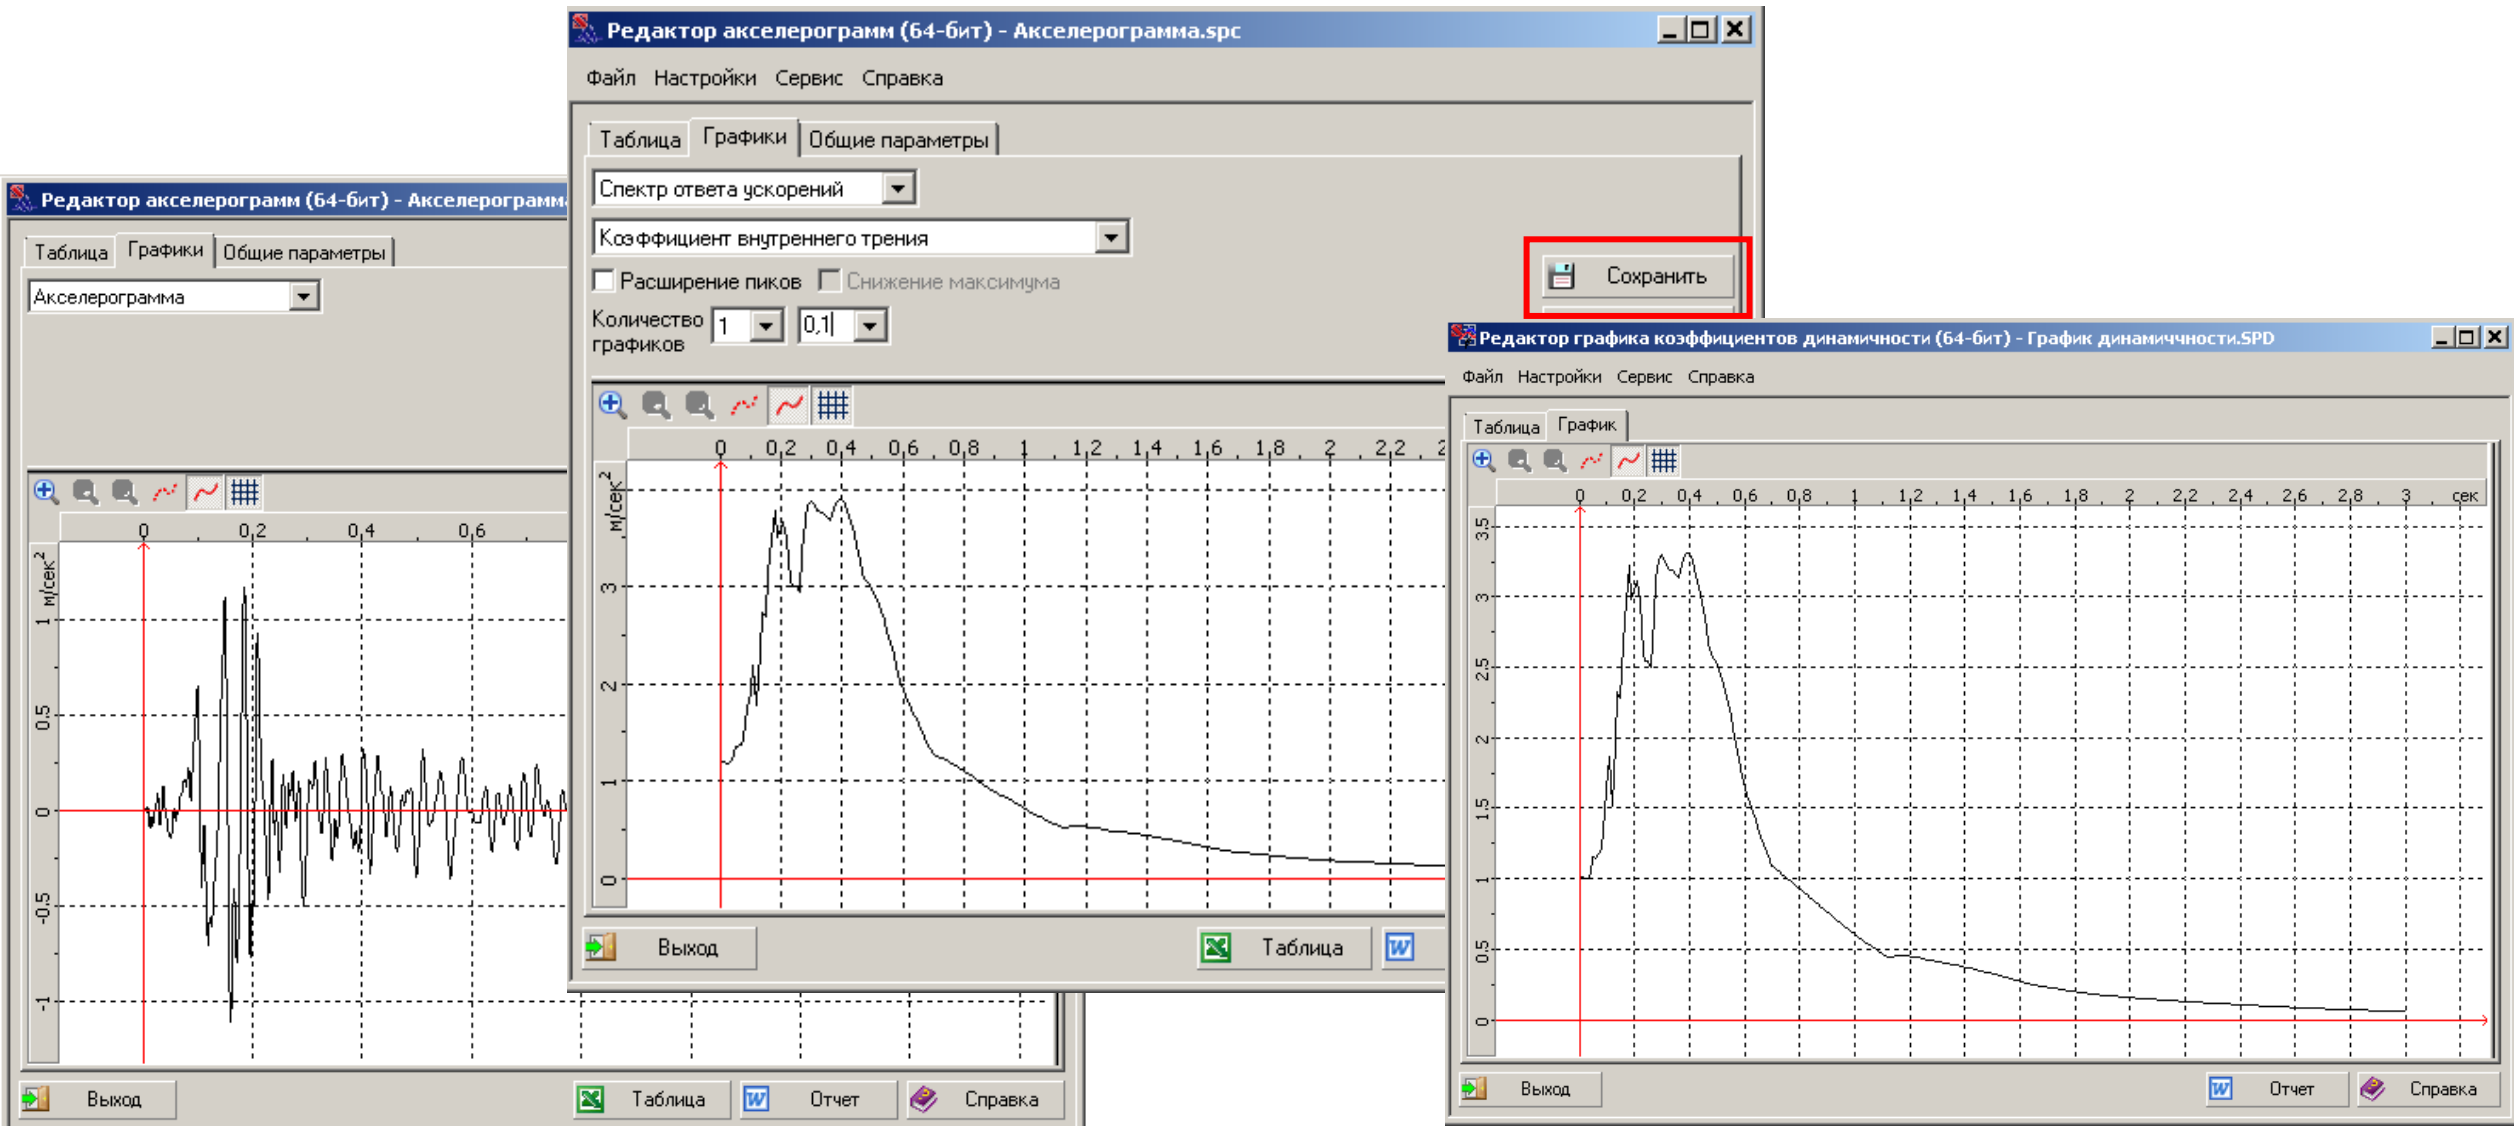 Редактор акселерограмм (64-бит) - Акселерограмма
Таблица Графики Общие параметры
Акселерограмма
0 0,2 0,4 0,6
м/сек²
1
0.5
0
-0.5
-1
Выход Таблица Отчет Справка
Редактор акселерограмм (64-бит) - Акселерограмма.spc
Файл Настройки Сервис Справка
Таблица Графики Общие параметры
Спектр ответа ускорений
Коэффициент внутреннего трения
Расширение пиков Снижение максимума
Сохранить
Количество графиков 1 0,1
0 0,2 0,4 0,6 0,8 1 1,2 1,4 1,6 1,8 2 2,2 2
м/сек²
3
2
1
0
Выход Таблица
Редактор графика коэффициентов динамичности (64-бит) - График динамиччности.SPD
Файл Настройки Сервис Справка
Таблица График
0 0,2 0,4 0,6 0,8 1 1,2 1,4 1,6 1,8 2 2,2 2,4 2,6 2,8 3 сек
3.5
3
2.5
2
1.5
1
0.5
0
Выход Отчет Справка